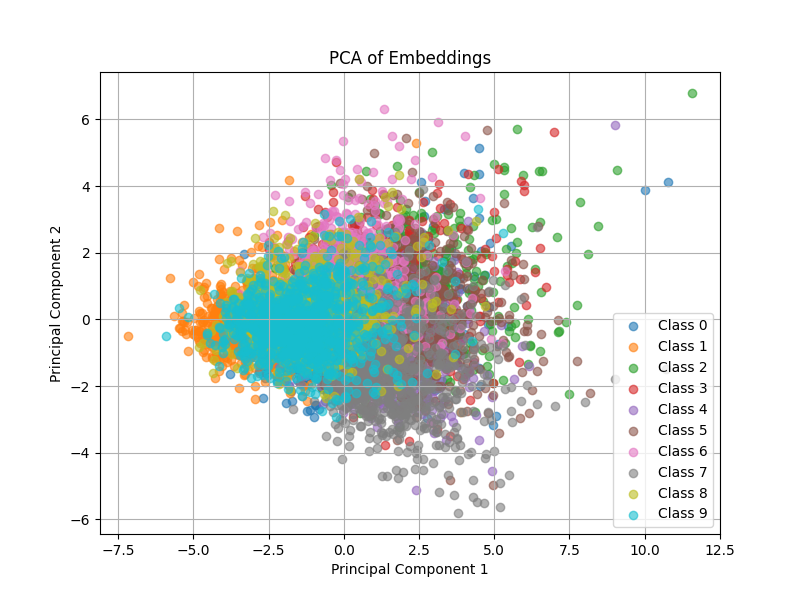 PCA of Embeddings
Principal Component 2
6
4
2
0
−2
−4
−6
Class 0
Class 1
Class 2
Class 3
Class 4
Class 5
Class 6
Class 7
Class 8
Class 9
−7.5 −5.0 −2.5 0.0 2.5 5.0 7.5 10.0 12.5
Principal Component 1